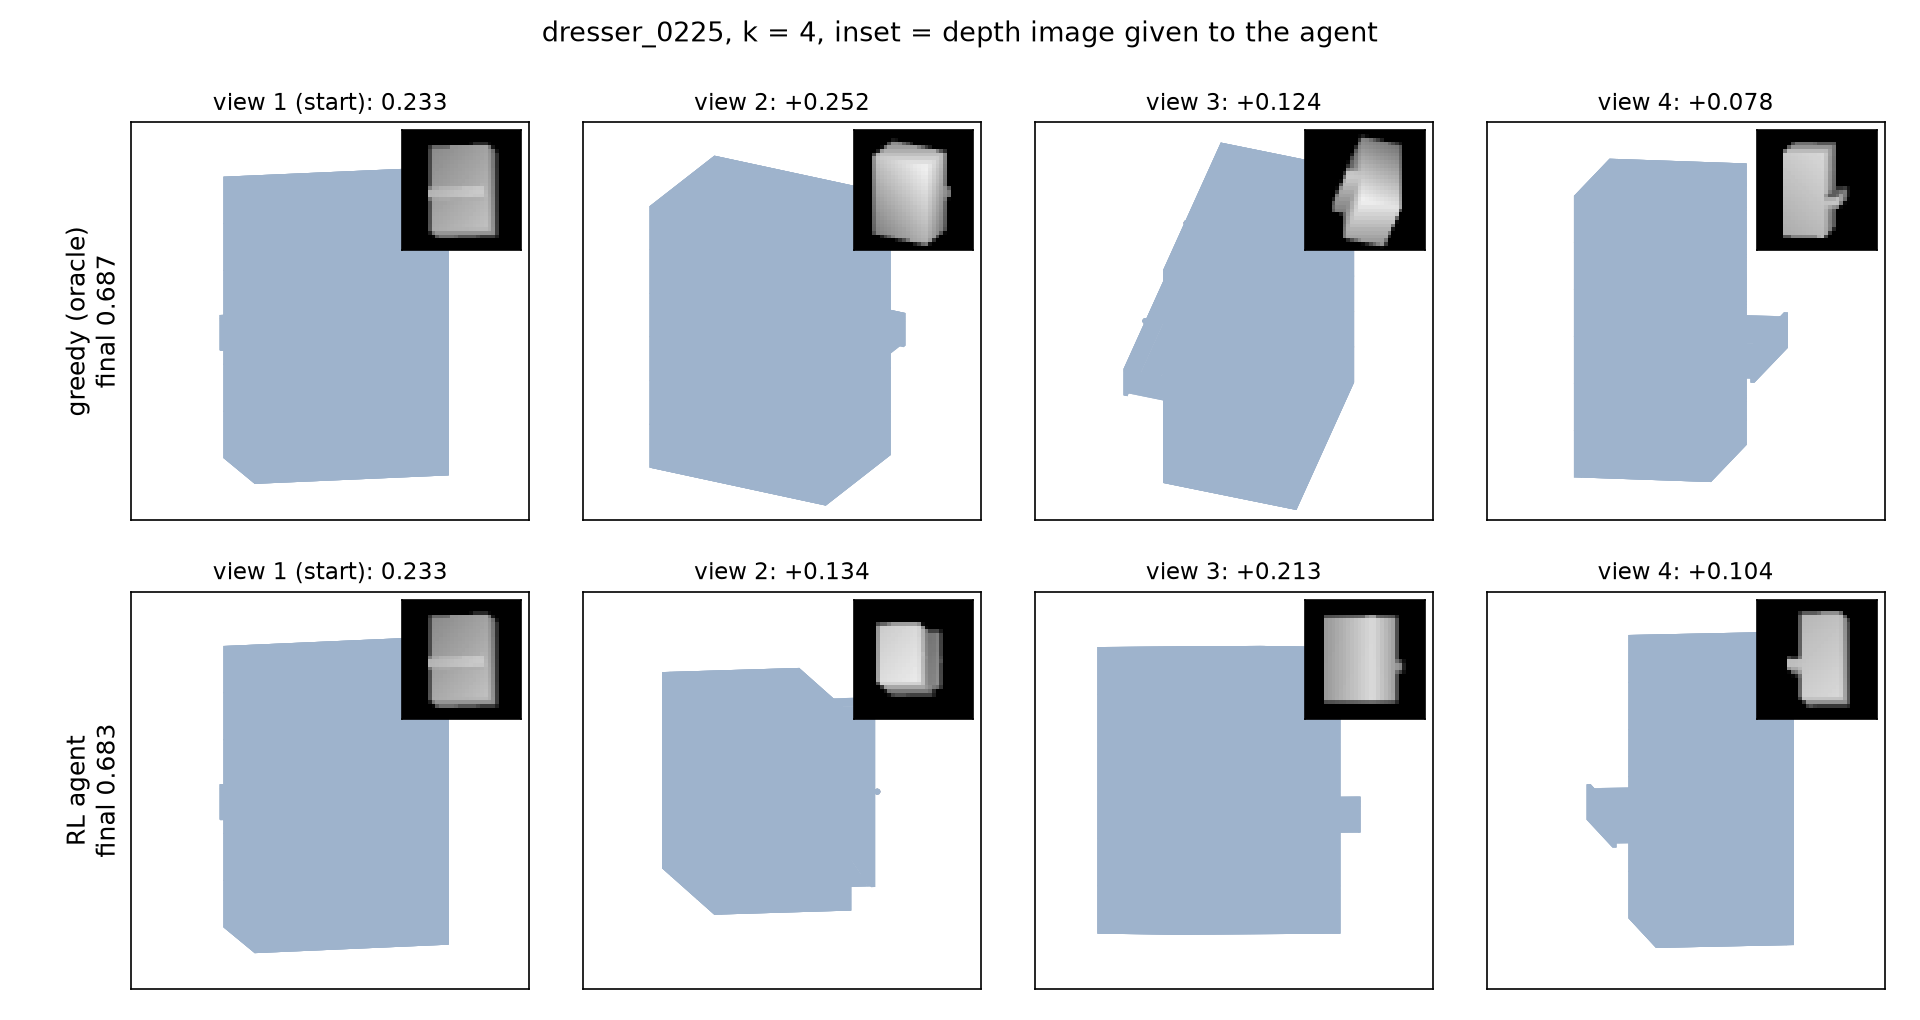 dresser_0225, k = 4, inset = depth image given to the agent
view 1 (start): 0.233
view 2: +0.252
view 3: +0.124
view 4: +0.078
greedy (oracle)
final 0.687
view 1 (start): 0.233
view 2: +0.134
view 3: +0.213
view 4: +0.104
RL agent
final 0.683